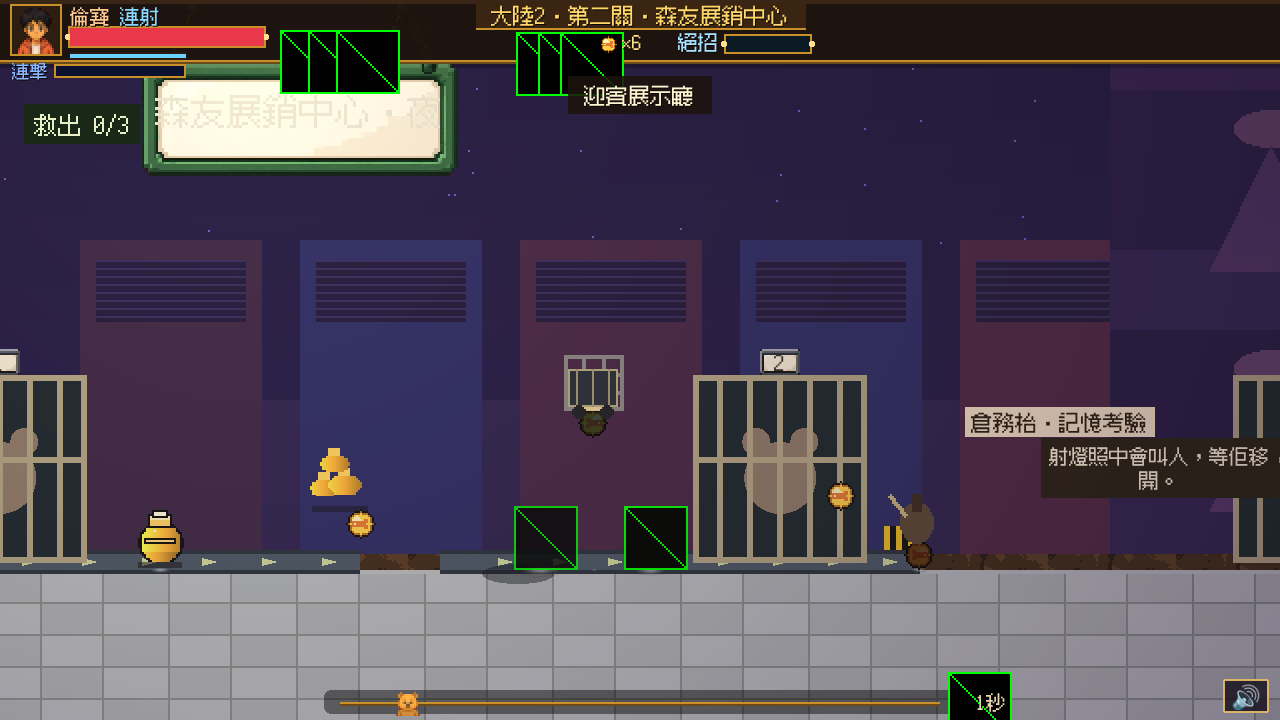 倫寶 連射
大陸2·第二關·森友展銷中心
×6
絕招
連擊
迎賓展示廳
森友展銷中心·夜
救出 0/3
2
倉務枱·記憶考驗
射燈照中會叫人，等佢移
開。
1秒